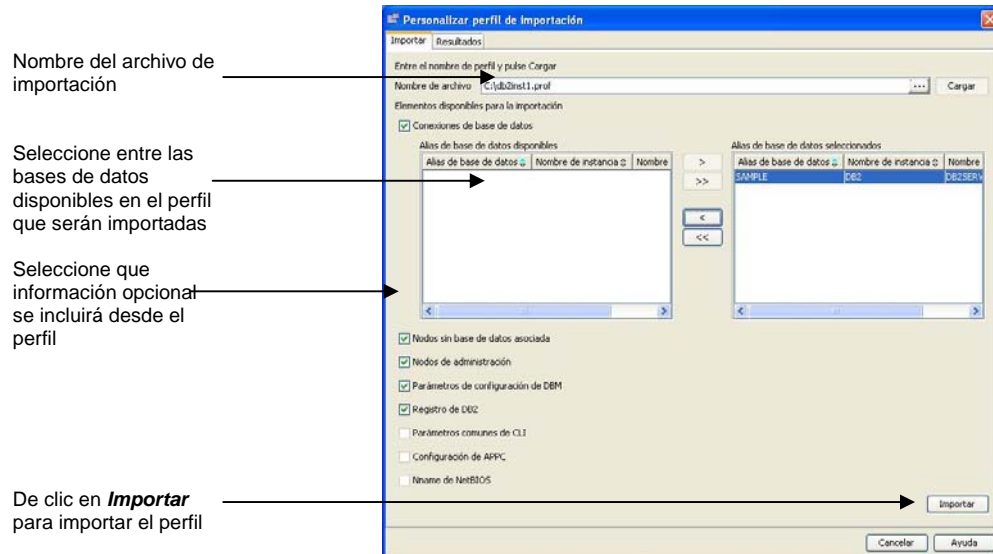 Nombre del archivo de
importación
Seleccione entre las
bases de datos
disponibles en el perfil
que serán importadas
Seleccione que
información opcional
se incluirá desde el
perfil
De clic en Importar
para importar el perfil
Personalizar perfil de importación
Importar Resultados
Entre el nombre de perfil y pulse Cargar
Nombre de archivo C:\db2inst1.prof ... Cargar
Elementos disponibles para la importación
Conexiones de base de datos
Alias de base de datos disponibles
Alias de base de datos Nombre de instancia Nombre
>
>>
<
<<
Alias de base de datos seleccionados
Alias de base de datos Nombre de instancia Nombre
SAMPLE DB2 DB2SERV
Nodos sin base de datos asociada
Nodos de administración
Parámetros de configuración de DBM
Registro de DB2
Parámetros comunes de CLI
Configuración de APPC
Nname de NetBIOS
Importar
Cancelar Ayuda